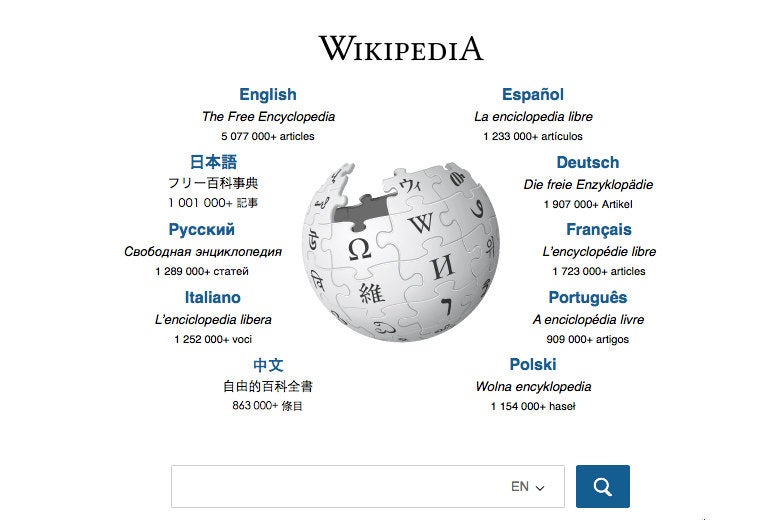 WIKIPEDIA
English
The Free Encyclopedia
5 077 000+ articles
Español
La enciclopedia libre
1 233 000+ artículos
日本語
フリー百科事典
1 001 000+ 記事
Deutsch
Die freie Enzyklopädie
1 907 000+ Artikel
Русский
Свободная энциклопедия
1 289 000+ статей
Français
L’encyclopédie libre
1 723 000+ articles
Italiano
L’enciclopedia libera
1 252 000+ voci
Português
A enciclopédia livre
909 000+ artigos
中文
自由的百科全書
863 000+ 條目
Polski
Wolna encyklopedia
1 154 000+ haseł
ウィ
W
Ω
И
維
EN